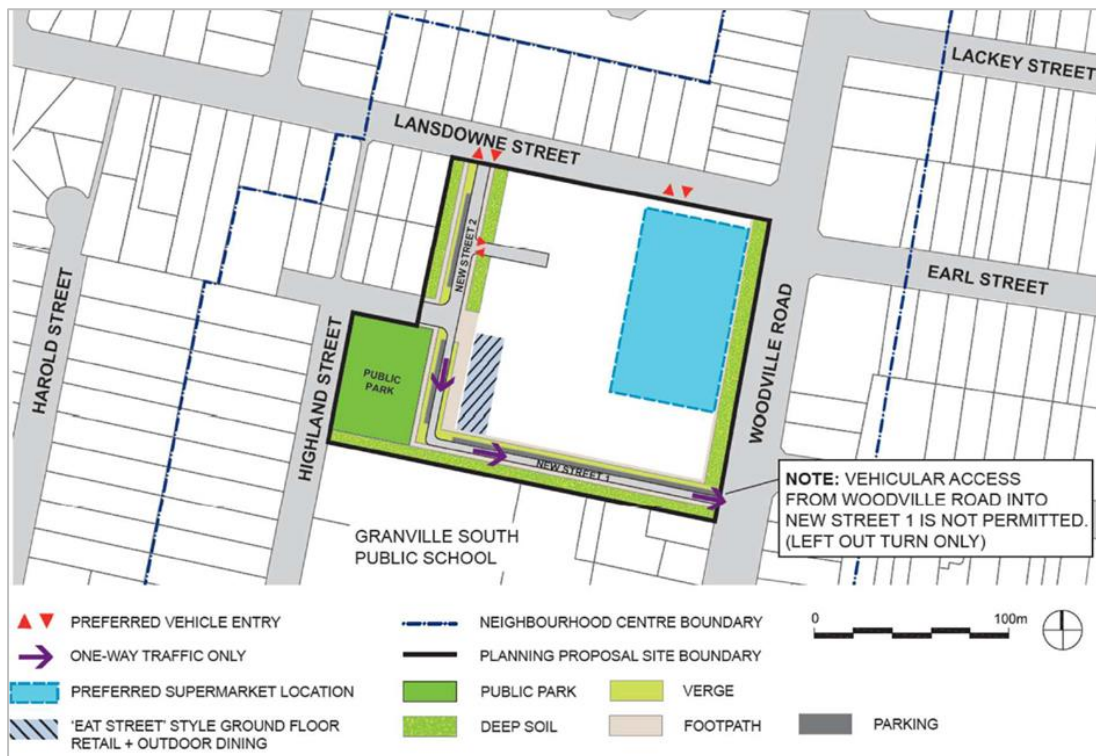 LACKEY STREET
LANSDOWNE STREET
NEW STREET 2
EARL STREET
HAROLD STREET
HIGHLAND STREET
PUBLIC
PARK
WOODVILLE ROAD
NEW STREET 1
NOTE: VEHICULAR ACCESS
FROM WOODVILLE ROAD INTO
NEW STREET 1 IS NOT PERMITTED.
(LEFT OUT TURN ONLY)
GRANVILLE SOUTH
PUBLIC SCHOOL
PREFERRED VEHICLE ENTRY
NEIGHBOURHOOD CENTRE BOUNDARY
0 100m
ONE-WAY TRAFFIC ONLY
PLANNING PROPOSAL SITE BOUNDARY
PREFERRED SUPERMARKET LOCATION
PUBLIC PARK
VERGE
'EAT STREET' STYLE GROUND FLOOR
RETAIL + OUTDOOR DINING
DEEP SOIL
FOOTPATH
PARKING